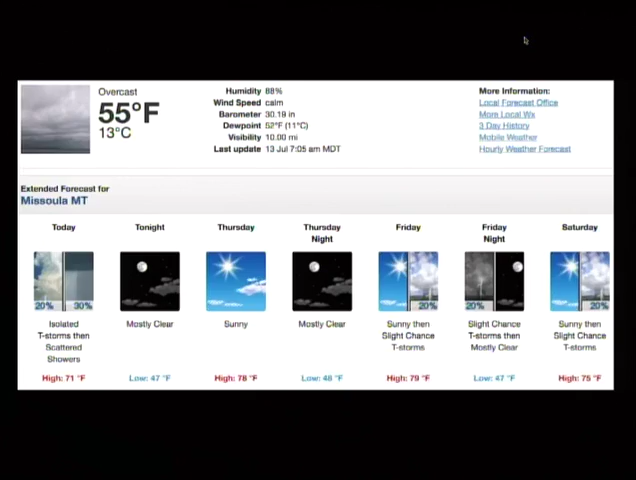 Overcast
55°F
13°C
Humidity 88%
Wind Speed calm
Barometer 30.19 in
Dewpoint 52°F (11°C)
Visibility 10.00 mi
Last update 13 Jul 7:05 am MDT
More Information:
Local Forecast Office
More Local Wx
3 Day History
Mobile Weather
Hourly Weather Forecast
Extended Forecast for
Missoula MT
Today
20% 30%
Isolated
T-storms then
Scattered
Showers
High: 71 °F
Tonight
Mostly Clear
Low: 47 °F
Thursday
Sunny
High: 78 °F
Thursday
Night
Mostly Clear
Low: 48 °F
Friday
20%
Sunny then
Slight Chance
T-storms
High: 79 °F
Friday
Night
20%
Slight Chance
T-storms then
Mostly Clear
Low: 47 °F
Saturday
20%
Sunny then
Slight Chance
T-storms
High: 75 °F